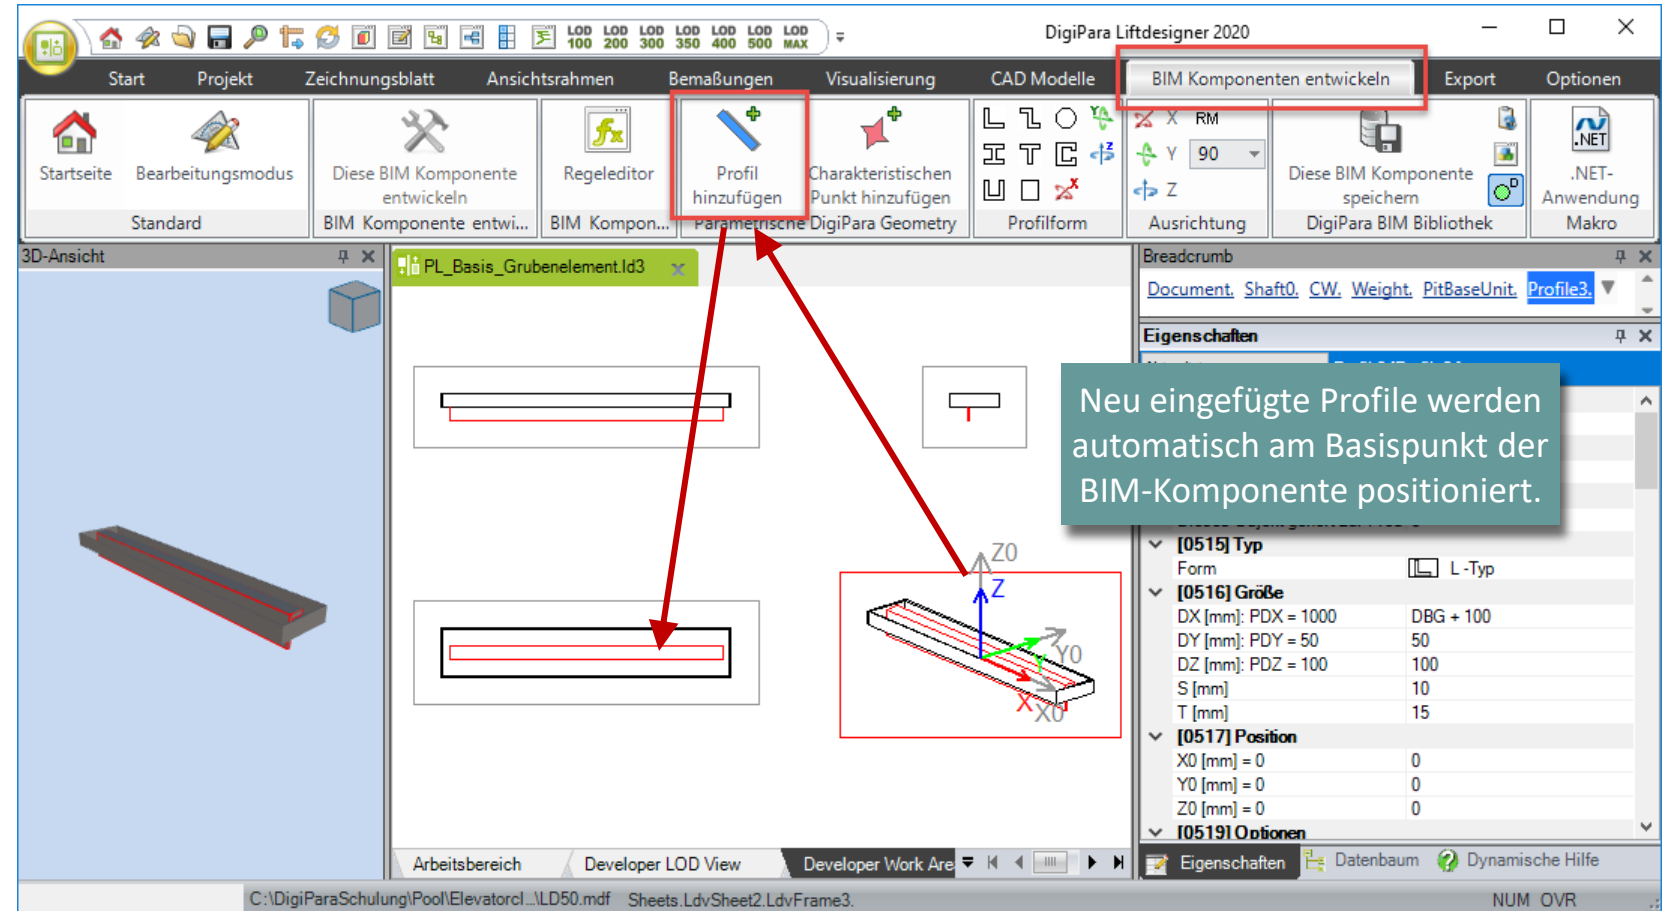 LOD LOD LOD LOD LOD LOD LOD
100 200 300 350 400 500 MAX
DigiPara Liftdesigner 2020
Start Projekt Zeichnungsblatt Ansichtsrahmen Bemaßungen Visualisierung CAD Modelle BIM Komponenten entwickeln Export Optionen
Startseite
Bearbeitungsmodus
Standard
Diese BIM Komponente
entwickeln
BIM Komponente entwi...
Regeleditor
BIM Kompon...
Profil
hinzufügen
Charakteristischen
Punkt hinzufügen
Parametrische DigiPara Geometry
Profilform
X RM
Y 90
Z
Ausrichtung
Diese BIM Komponente
speichern
DigiPara BIM Bibliothek
.NET
.NET-
Anwendung
Makro
3D-Ansicht
PL_Basis_Grubenelement.ld3
Z0
Z
Y0
Y
X
X0
Breadcrumb
Document. Shaft0. CW. Weight. PitBaseUnit. Profile3.
Eigenschaften
Neu eingefügte Profile werden
automatisch am Basispunkt der
BIM-Komponente positioniert.
[0515] Typ
Form L -Typ
[0516] Größe
DX [mm]: PDX = 1000 DBG + 100
DY [mm]: PDY = 50 50
DZ [mm]: PDZ = 100 100
S [mm] 10
T [mm] 15
[0517] Position
X0 [mm] = 0 0
Y0 [mm] = 0 0
Z0 [mm] = 0 0
[0519] Optionen
Arbeitsbereich Developer LOD View Developer Work Are
Eigenschaften Datenbaum Dynamische Hilfe
C:\DigiParaSchulung\Pool\Elevatorcl...\LD50.mdf Sheets.LdvSheet2.LdvFrame3.
NUM OVR